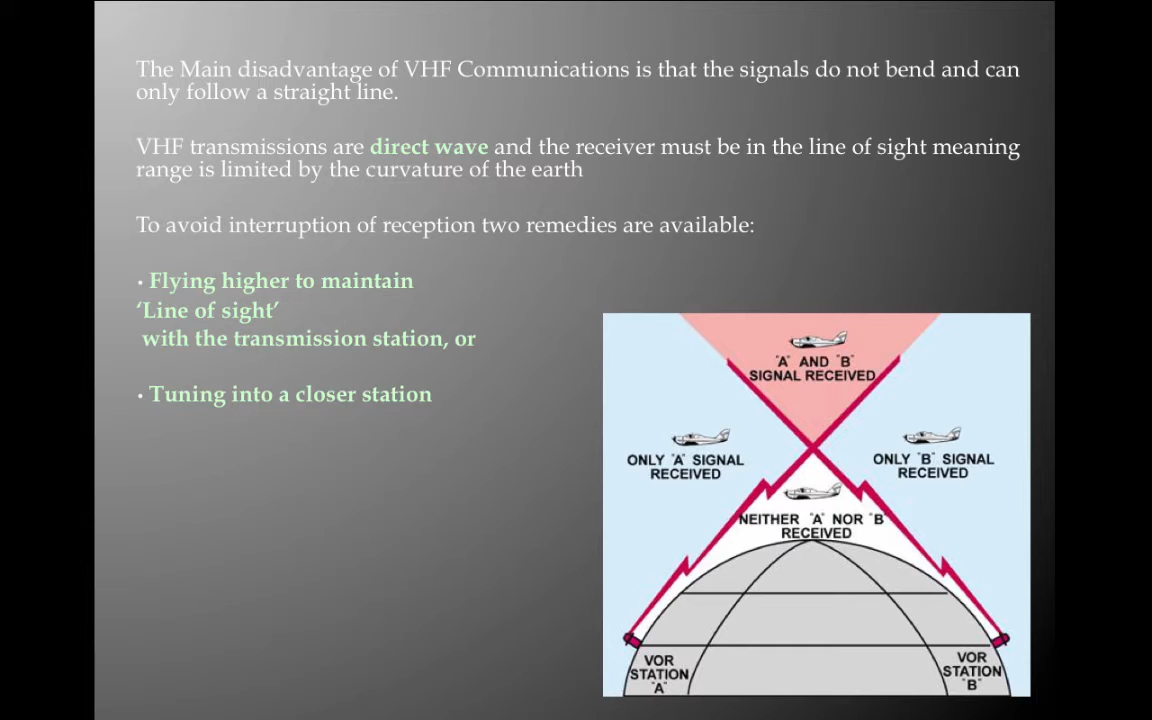 The Main disadvantage of VHF Communications is that the signals do not bend and can
only follow a straight line.
VHF transmissions are direct wave and the receiver must be in the line of sight meaning
range is limited by the curvature of the earth
To avoid interruption of reception two remedies are available:
· Flying higher to maintain
‘Line of sight’
with the transmission station, or
· Tuning into a closer station
"A" AND "B"
SIGNAL RECEIVED
ONLY "A" SIGNAL
RECEIVED
ONLY "B" SIGNAL
RECEIVED
NEITHER "A" NOR "B"
RECEIVED
VOR
STATION
"A"
VOR
STATION
"B"